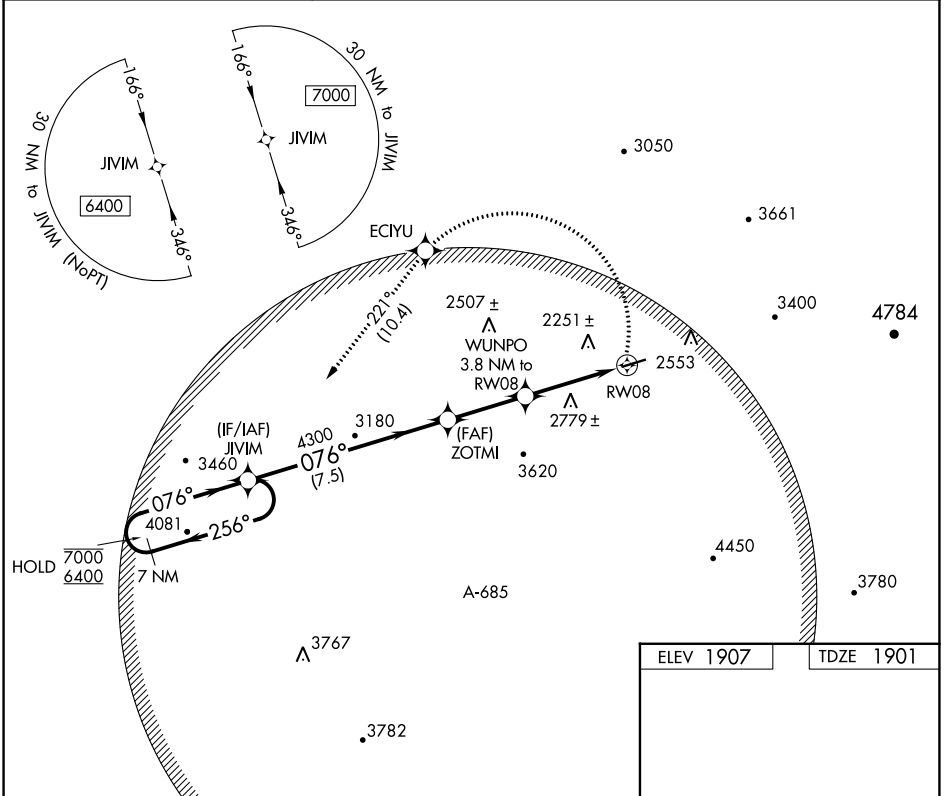 166°
JIVIM
6400
346°
30 NM to JIVIM (NoPT)
166°
JIVIM
7000
346°
30 NM to JIVIM
3050
3661
ECIYU
221°
(10.4)
2507 ±
2251 ±
3400
4784
WUNPO
3.8 NM to
RW08
2553
RW08
2779 ±
3180
(IF/IAF)
JIVIM
4300
076°
(7.5)
(FAF)
ZOTMI
3620
3460
076°
4081
256°
HOLD
7000
6400
7 NM
4450
3780
A-685
3767
3782
ELEV 1907
TDZE 1901